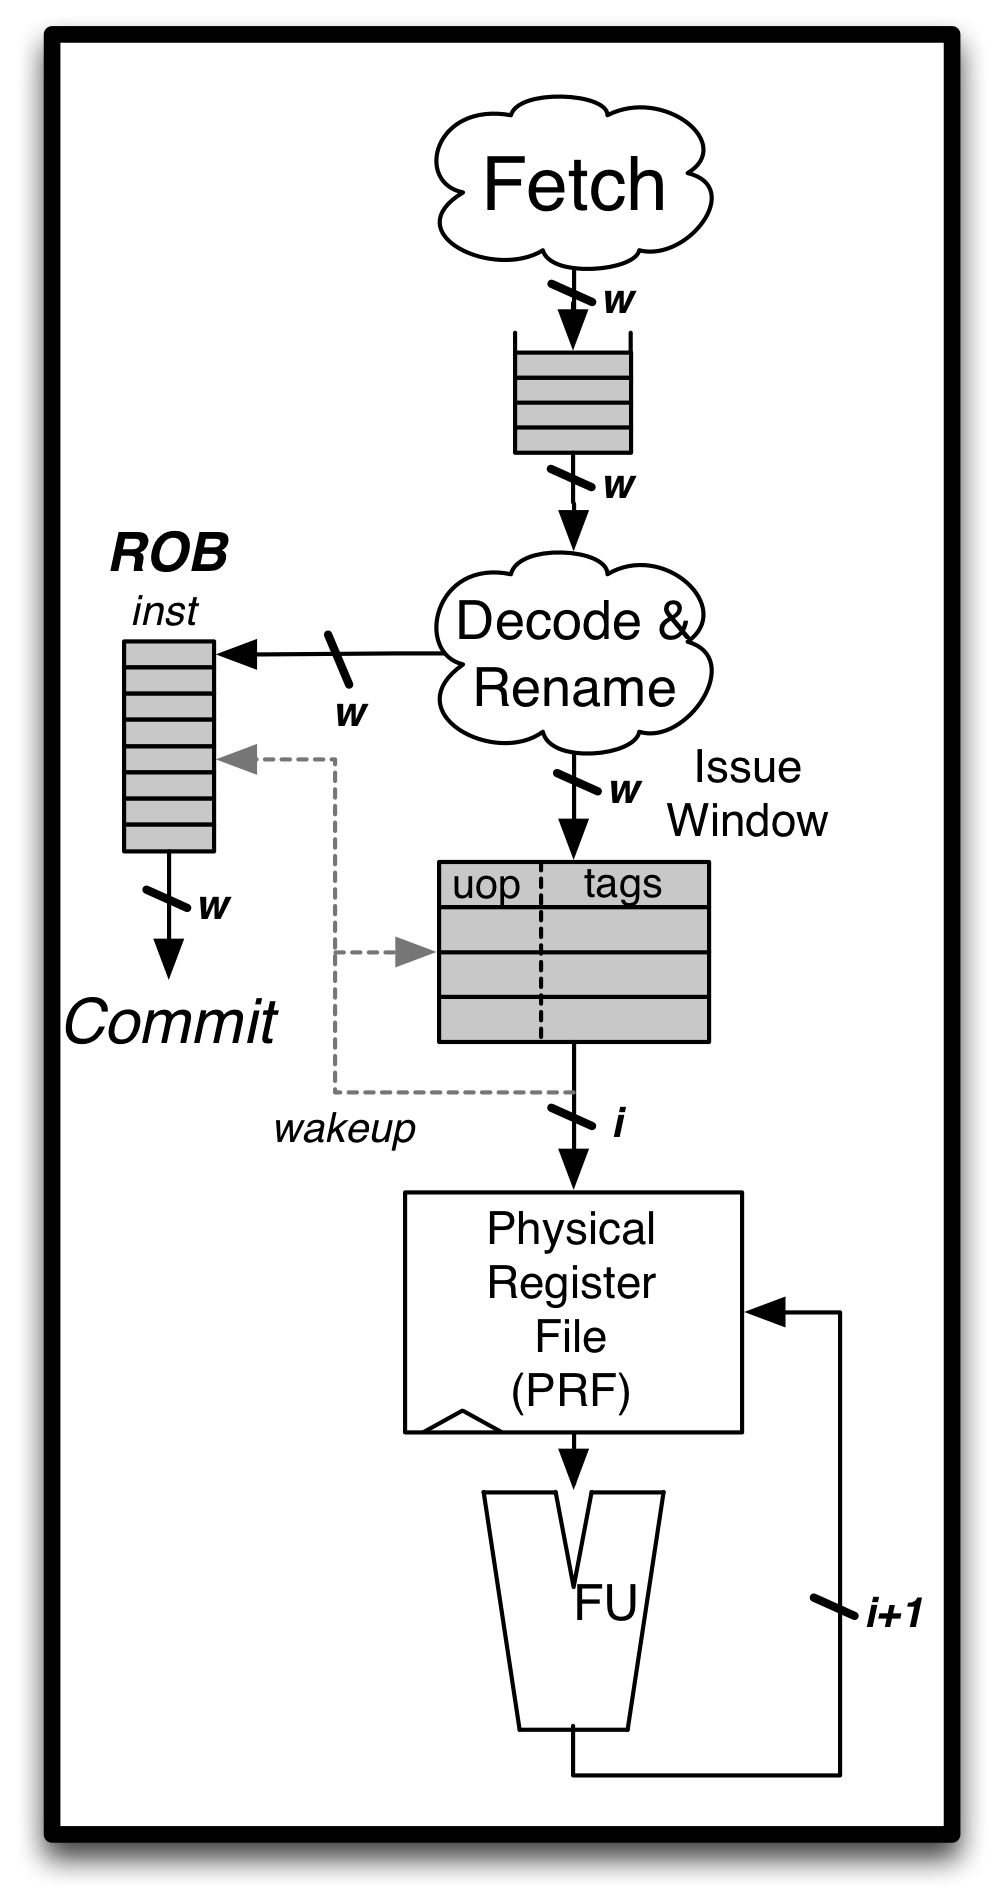 Fetch
w
w
ROB
inst
Decode &
Rename
w
w
Issue
Window
uop
tags
w
Commit
wakeup
i
Physical
Register
File
(PRF)
FU
i+1